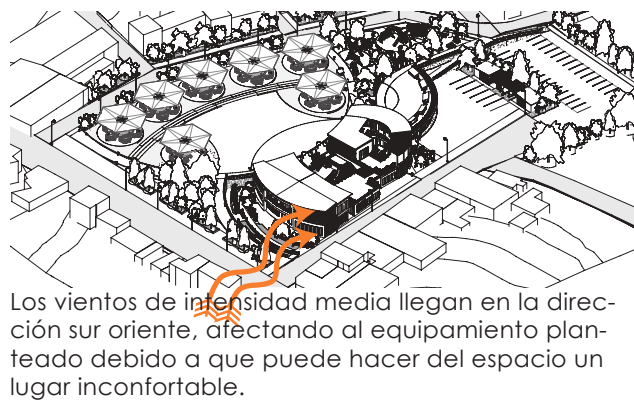 Los vientos de intensidad media llegan en la direc-
ción sur oriente, afectando al equipamiento plan-
teado debido a que puede hacer del espacio un
lugar inconfortable.